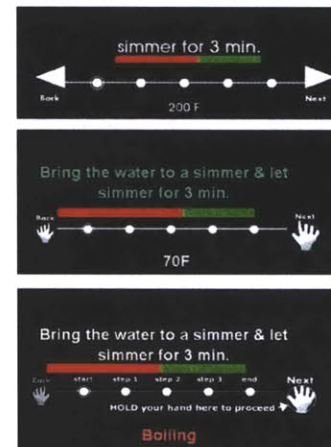 simmer for 3 min.
Back
Next
200 F
Bring the water to a simmer & let
simmer for 3 min.
Back
Next
70F
Bring the water to a simmer & let
simmer for 3 min.
Back
start
step 1
step 2
step 3
end
Next
HOLD your hand here to proceed
Boiling